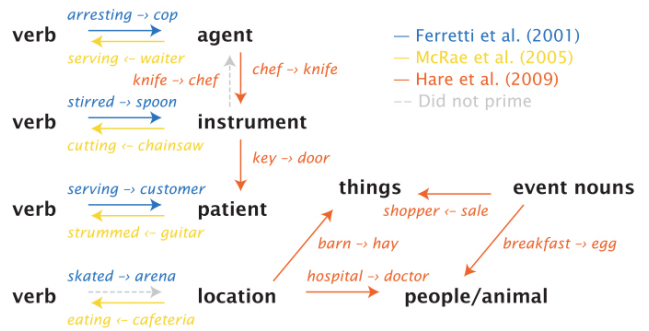 arresting -› cop
verb agent
serving ‹- waiter
— Ferretti et al. (2001)
— McRae et al. (2005)
— Hare et al. (2009)
-- Did not prime
knife -› chef
chef -› knife
stirred -› spoon
verb instrument
cutting ‹- chainsaw
key -› door
serving -› customer
verb patient
strummed ‹- guitar
things event nouns
shopper ‹- sale
barn -› hay
breakfast -› egg
skated -› arena
hospital -› doctor
verb location people/animal
eating ‹- cafeteria